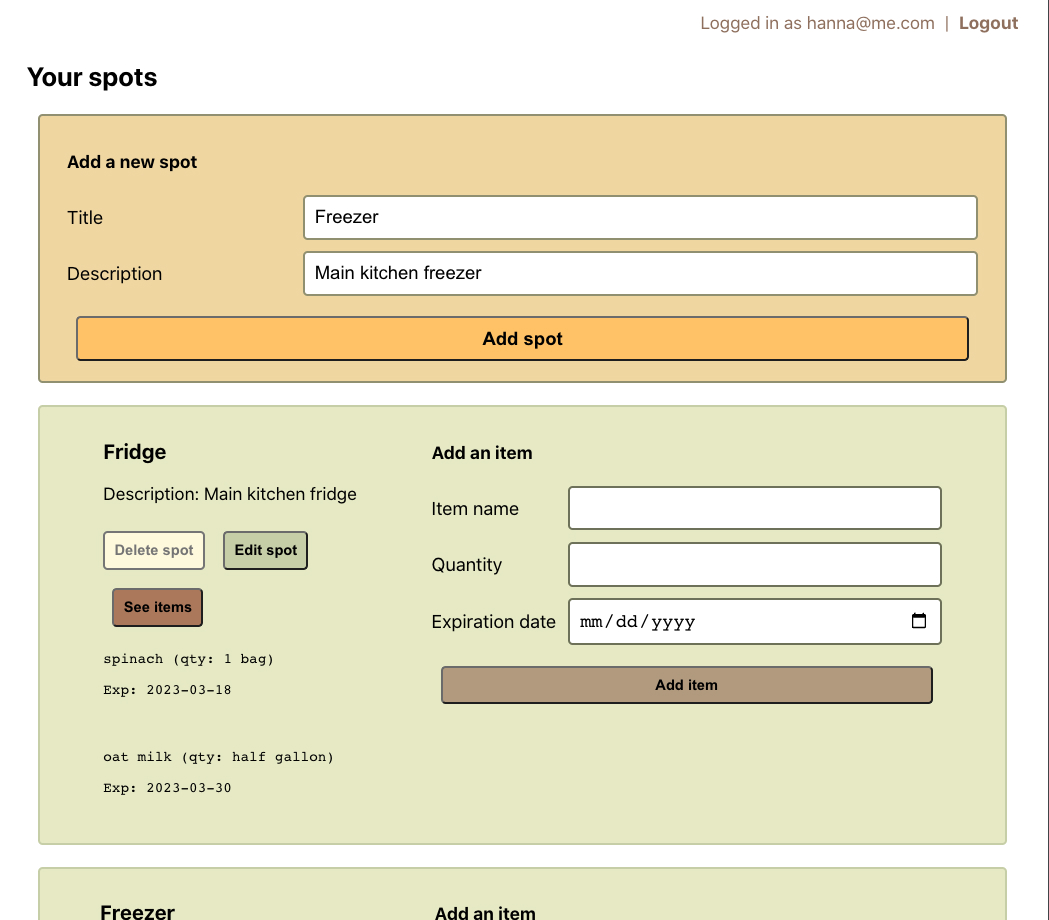 Logged in as hanna@me.com | Logout
Your spots
Add a new spot
Title
Freezer
Description
Main kitchen freezer
Add spot
Fridge
Description: Main kitchen fridge
Delete spot
Edit spot
See items
spinach (qty: 1 bag)
Exp: 2023-03-18
oat milk (qty: half gallon)
Exp: 2023-03-30
Add an item
Item name
Quantity
Expiration date
mm/dd/yyyy
Add item
Freezer
Add an item